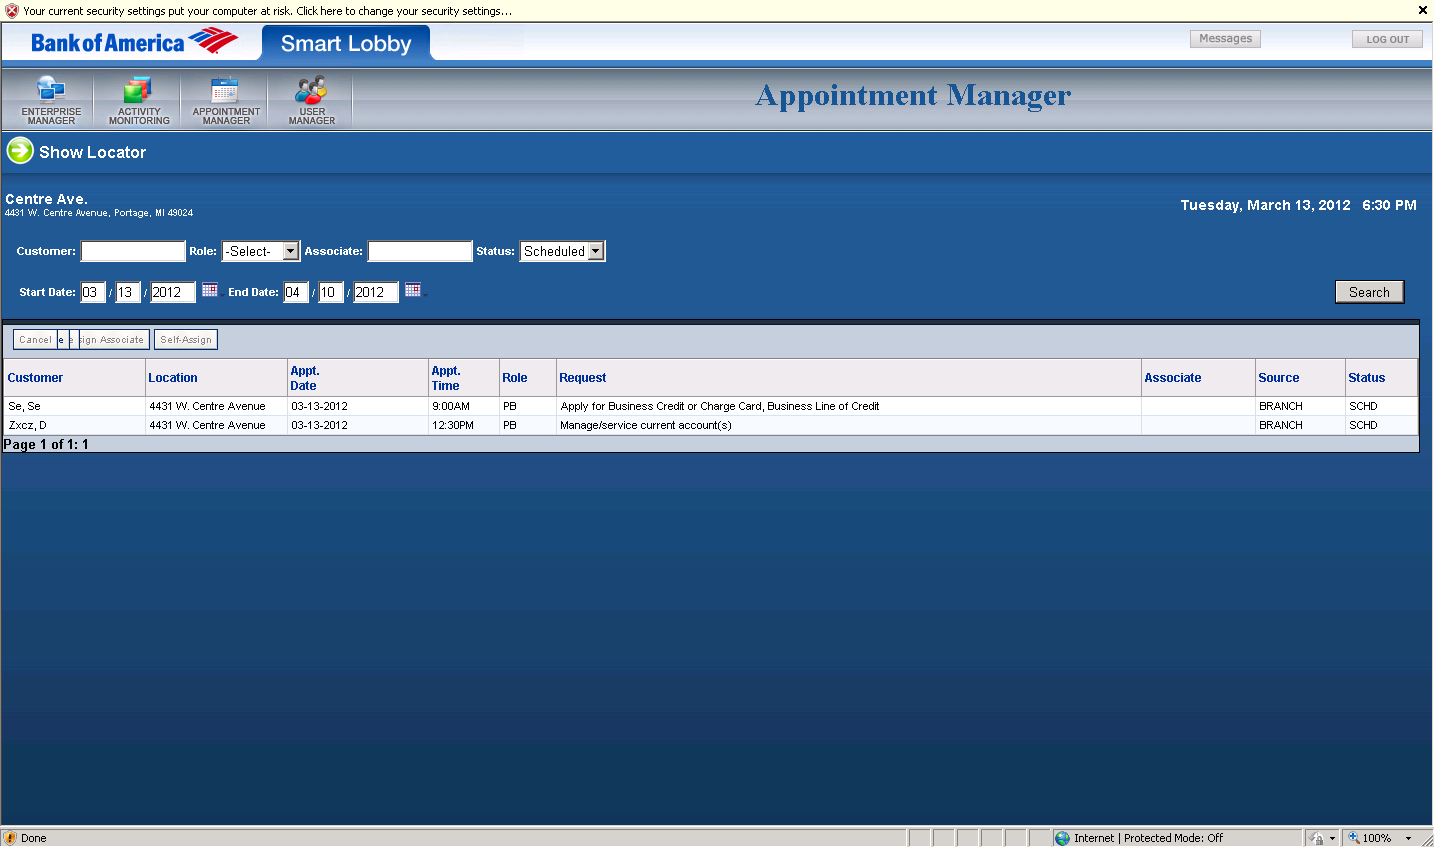 Your current security settings put your computer at risk. Click here to change your security settings...
Bank of America Smart Lobby Messages LOG OUT
ENTERPRISE MANAGER ACTIVITY MONITORING APPOINTMENT MANAGER USER MANAGER
Appointment Manager
Show Locator
Centre Ave.
4431 W. Centre Avenue, Portage, MI 49024
Tuesday, March 13, 2012 6:30 PM
Customer: Role: -Select- Associate: Status: Scheduled
Start Date: 03 / 13 / 2012 End Date: 04 / 10 / 2012 Search
Cancel e e sign Associate Self-Assign
Customer Location Appt. Date Appt. Time Role Request Associate Source Status
Se, Se 4431 W. Centre Avenue 03-13-2012 9:00AM PB Apply for Business Credit or Charge Card, Business Line of Credit BRANCH SCHD
Zxcz, D 4431 W. Centre Avenue 03-13-2012 12:30PM PB Manage/service current account(s) BRANCH SCHD
Page 1 of 1: 1
Done Internet | Protected Mode: Off 100%